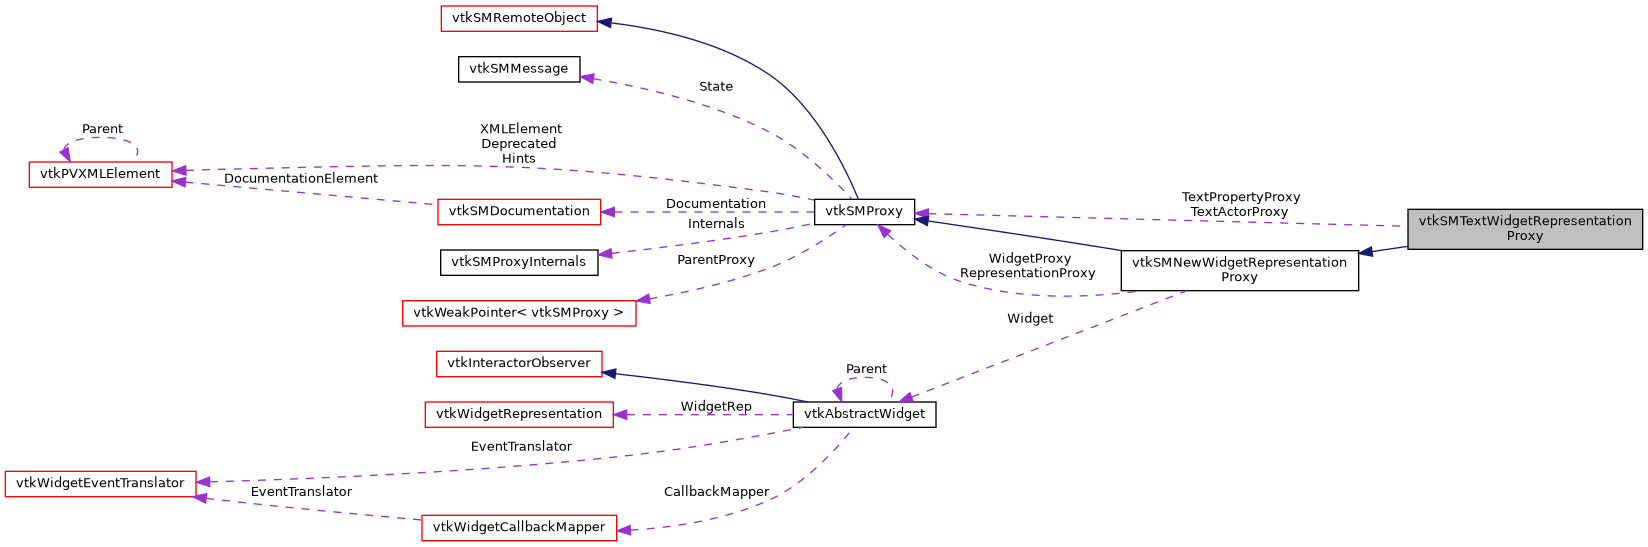 vtkSMRemoteObject
vtkSMMessage
State
Parent
XMLElement
Deprecated
Hints
vtkPVXMLElement
DocumentationElement
vtkSMDocumentation
Documentation
vtkSMProxy
TextPropertyProxy
TextActorProxy
vtkSMTextWidgetRepresentation
Proxy
Internals
vtkSMProxyInternals
ParentProxy
WidgetProxy
RepresentationProxy
vtkSMNewWidgetRepresentation
Proxy
vtkWeakPointer< vtkSMProxy >
Widget
vtkInteractorObserver
Parent
vtkWidgetRepresentation
WidgetRep
vtkAbstractWidget
EventTranslator
vtkWidgetEventTranslator
EventTranslator
CallbackMapper
vtkWidgetCallbackMapper